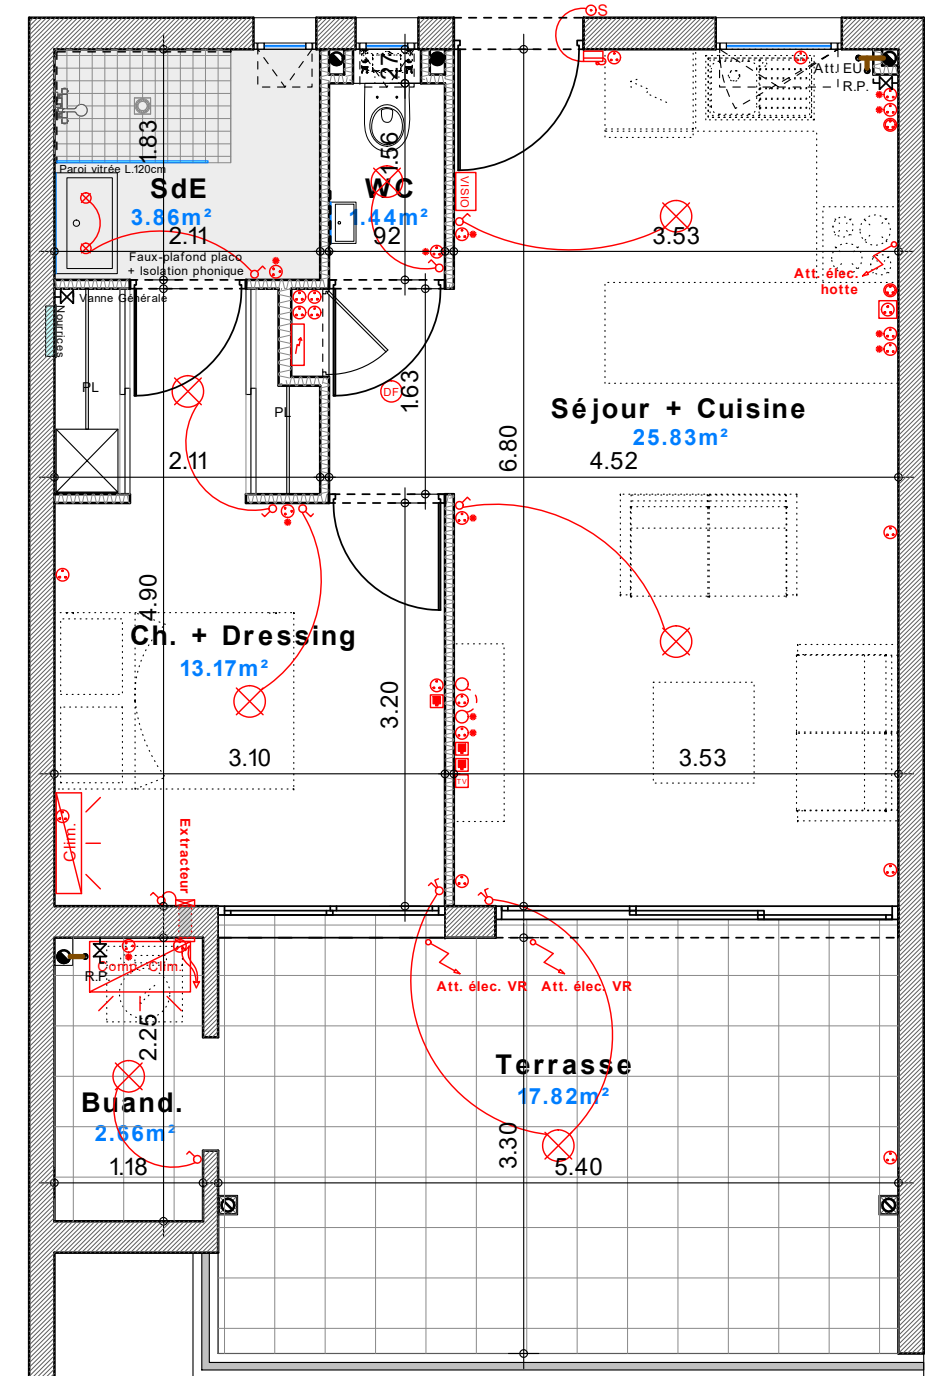 S
27
Att. EU
R.P.
1.83
1.56
Paroi vitrée L.120cm
SdE
3.86m²
2.11
WC
1.44m²
92
VISIO
3.53
Faux-plafond placo
+ Isolation phonique
Att. élec.
hotte
Vanne Générale
Nourrices
PL
PL
DF
1.63
Séjour + Cuisine
25.83m²
6.80
4.52
2.11
4.90
Ch. + Dressing
13.17m²
3.20
3.10
3.53
TV
Clim.
Extracteur
R.P.
Comp. Clim.
Att. élec. VR
Att. élec. VR
2.25
Terrasse
17.82m²
Buand.
2.66m²
1.18
3.30
5.40